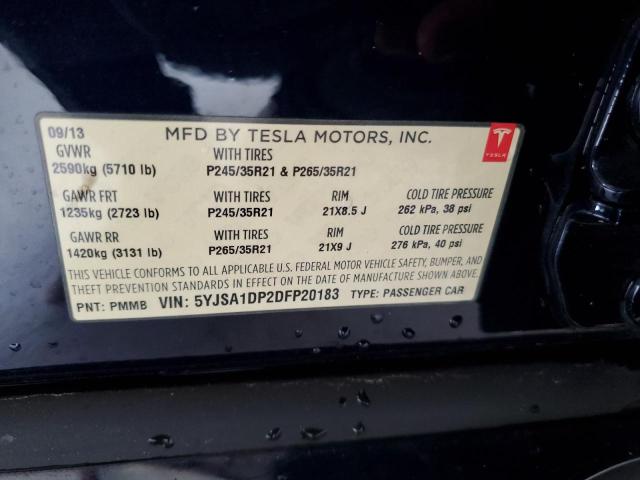 09/13 MFD BY TESLA MOTORS, INC.
TESLA
GVWR WITH TIRES
2590kg (5710 lb) P245/35R21 & P265/35R21
GAWR FRT WITH TIRES RIM COLD TIRE PRESSURE
1235kg (2723 lb) P245/35R21 21X8.5 J 262 kPa, 38 psi
GAWR RR WITH TIRES RIM COLD TIRE PRESSURE
1420kg (3131 lb) P265/35R21 21X9 J 276 kPa, 40 psi
THIS VEHICLE CONFORMS TO ALL APPLICABLE U.S. FEDERAL MOTOR VEHICLE SAFETY, BUMPER, AND
THEFT PREVENTION STANDARDS IN EFFECT ON THE DATE OF MANUFACTURE SHOWN ABOVE.
PNT: PMMB VIN: 5YJSA1DP2DFP20183 TYPE: PASSENGER CAR